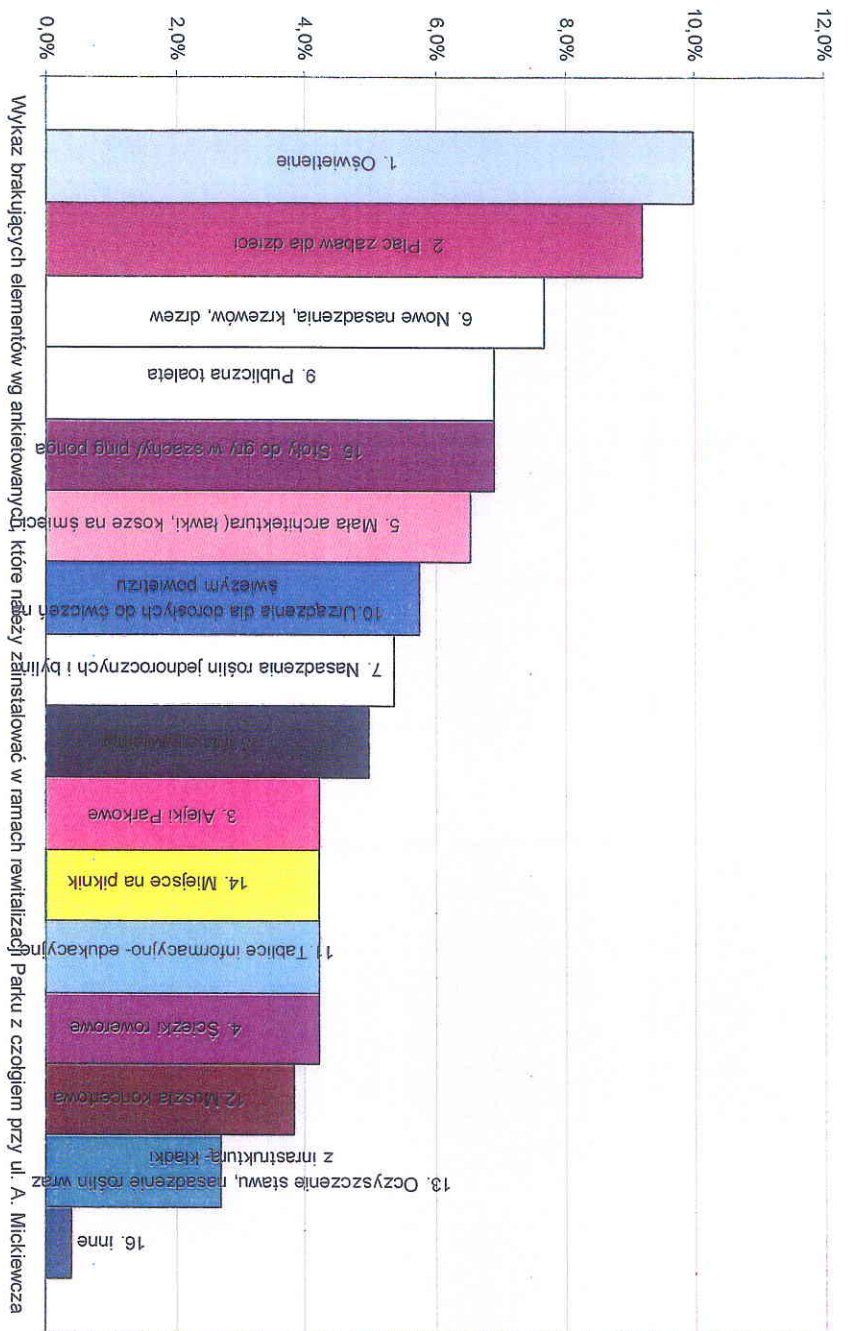 12,0%
10,0%
8,0%
6,0%
4,0%
2,0%
0,0%
1. Oświetlenie
2. Plac zabaw dla dzieci
6. Nowe nasadzenia, krzewów, drzew
9. Publiczna toaleta
15. Stoły do gry w szachy/ ping ponga
5. Mała architektura( ławki, kosze na śmieci)
10.Urządzenia dla dorosłych do ćwiczeń n
świeżym powietrzu
7. Nasadzenia roślin jednorocznych i bylin
3. Alejki Parkowe
14. Miejsce na piknik
11. Tablice informacyjno- edukacyjne
4. Ścieżki rowerowe
12.Muszla koncertowa
13. Oczyszczenie stawu, nasadzenie roślin wraz
z inrastrukturą- kładki
16. inne
Wykaz brakujących elementów wg ankietowanych, które należy zainstalować w ramach rewitalizacji Parku z czołgiem przy ul. A. Mickiewcza